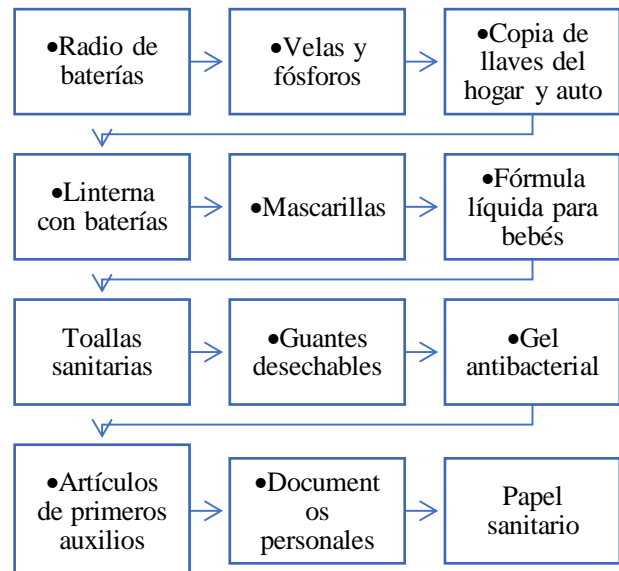 •Radio de
baterías
•Velas y
fósforos
•Copia de
llaves del
hogar y auto
•Linterna
con baterías
•Mascarillas
•Fórmula
líquida para
bebés
Toallas
sanitarias
•Guantes
desechables
•Gel
antibacterial
•Artículos
de primeros
auxilios
•Document
os
personales
Papel
sanitario